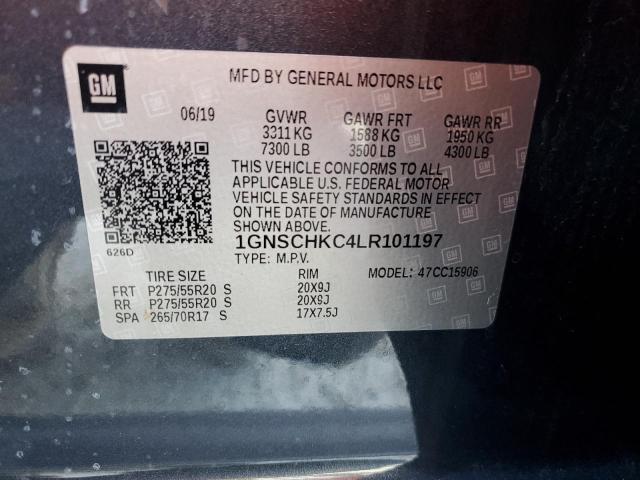 GM
MFD BY GENERAL MOTORS LLC
06/19 GVWR GAWR FRT GAWR RR
3311 KG 1588 KG 1950 KG
7300 LB 3500 LB 4300 LB
THIS VEHICLE CONFORMS TO ALL
APPLICABLE U.S. FEDERAL MOTOR
VEHICLE SAFETY STANDARDS IN EFFECT
ON THE DATE OF MANUFACTURE
SHOWN ABOVE.
626D
1GNSCHKC4LR101197
TYPE: M.P.V. MODEL: 47CC15906
TIRE SIZE RIM
FRT P275/55R20 S 20X9J
RR P275/55R20 S 20X9J
SPA 265/70R17 S 17X7.5J